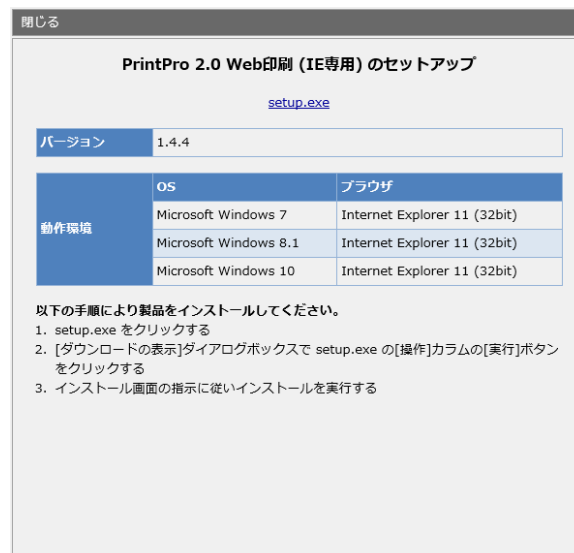 閉じる
PrintPro 2.0 Web印刷 (IE専用) のセットアップ
setup.exe
バージョン 1.4.4
動作環境
OS ブラウザ
Microsoft Windows 7 Internet Explorer 11 (32bit)
Microsoft Windows 8.1 Internet Explorer 11 (32bit)
Microsoft Windows 10 Internet Explorer 11 (32bit)
以下の手順により製品をインストールしてください。
1. setup.exe をクリックする
2. [ダウンロードの表示]ダイアログボックスで setup.exe の[操作]カラムの[実行]ボタン
をクリックする
3. インストール画面の指示に従いインストールを実行する